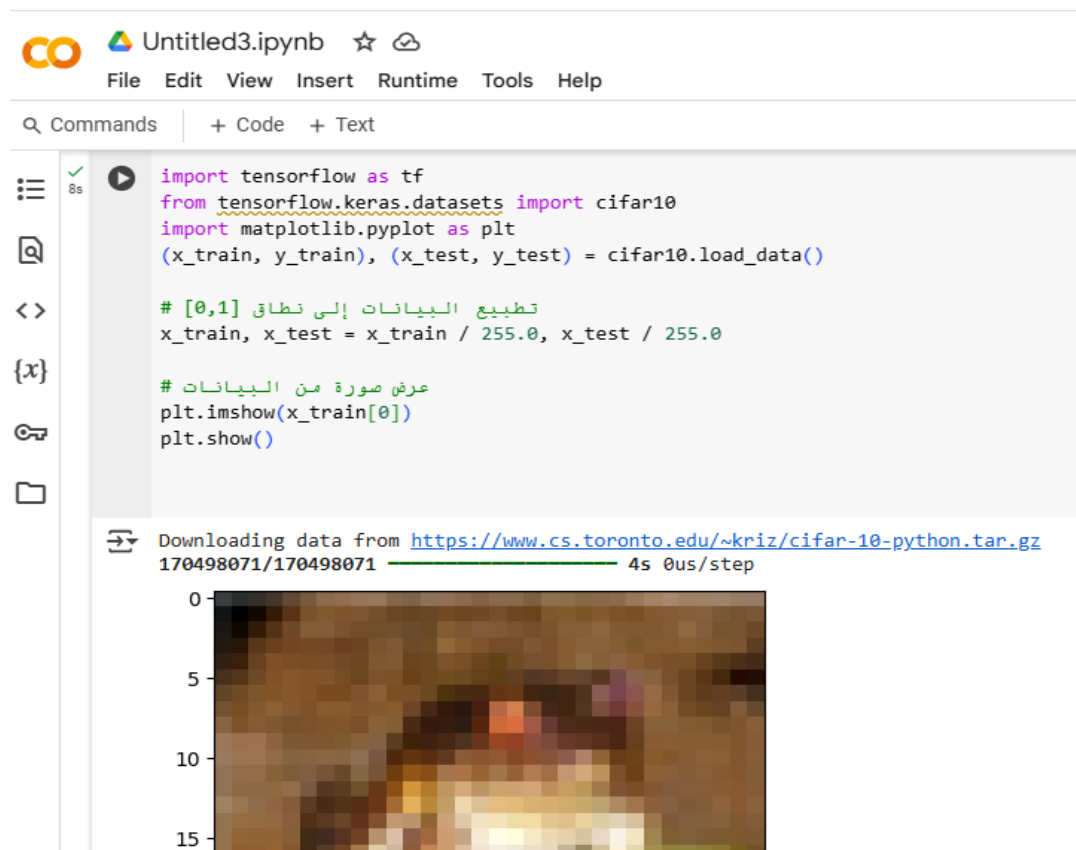 Untitled3.ipynb
File Edit View Insert Runtime Tools Help
Commands + Code + Text
8s
import tensorflow as tf
from tensorflow.keras.datasets import cifar10
import matplotlib.pyplot as plt
(x_train, y_train), (x_test, y_test) = cifar10.load_data()
# تطبيع البيانات إلى نطاق [0,1]
x_train, x_test = x_train / 255.0, x_test / 255.0
# عرض صورة من البيانات
plt.imshow(x_train[0])
plt.show()
{x}
Downloading data from https://www.cs.toronto.edu/~kriz/cifar-10-python.tar.gz
170498071/170498071 ━━━━━━━━━━━━━━━━━━━━ 4s 0us/step
0
5
10
15